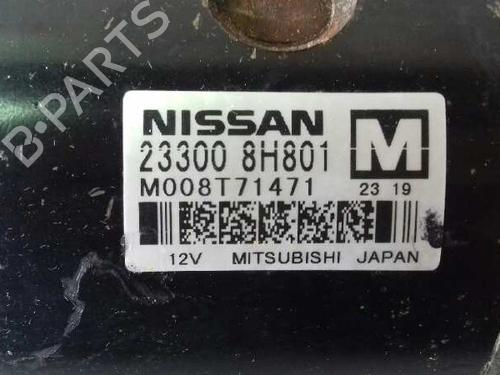 B-PARTS
NISSAN
23300 8H801
M
M008T71471
23 19
12V MITSUBISHI JAPAN